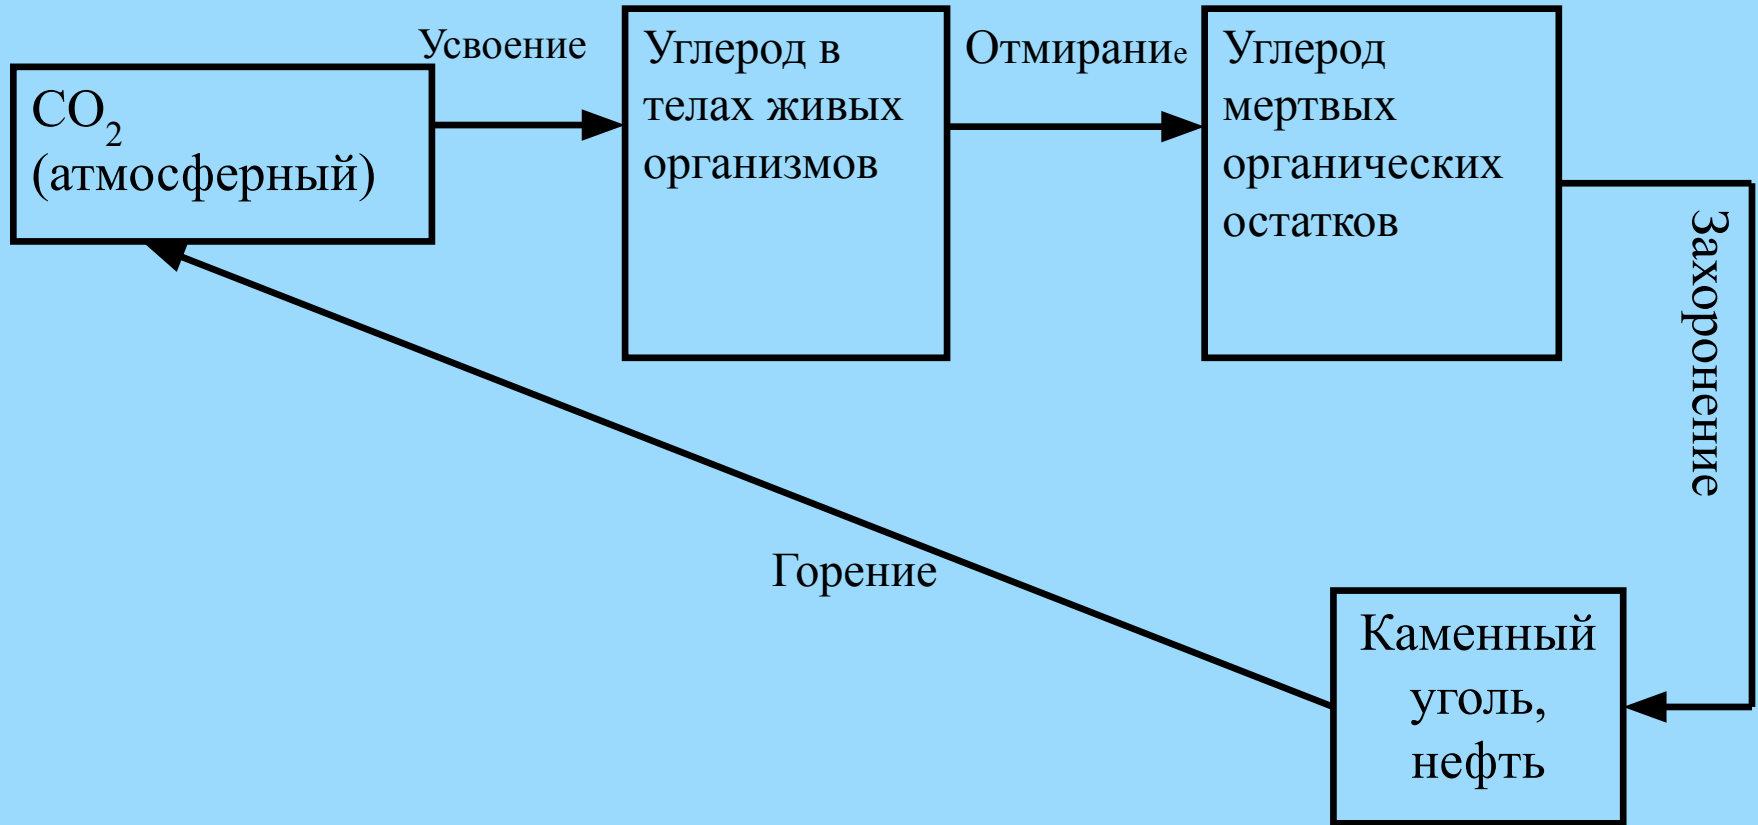 Усвоение
Углерод в
телах живых
организмов
Отмирание
Углерод
мертвых
органических
остатков
CO₂
(атмосферный)
Захоронение
Горение
Каменный
уголь,
нефть